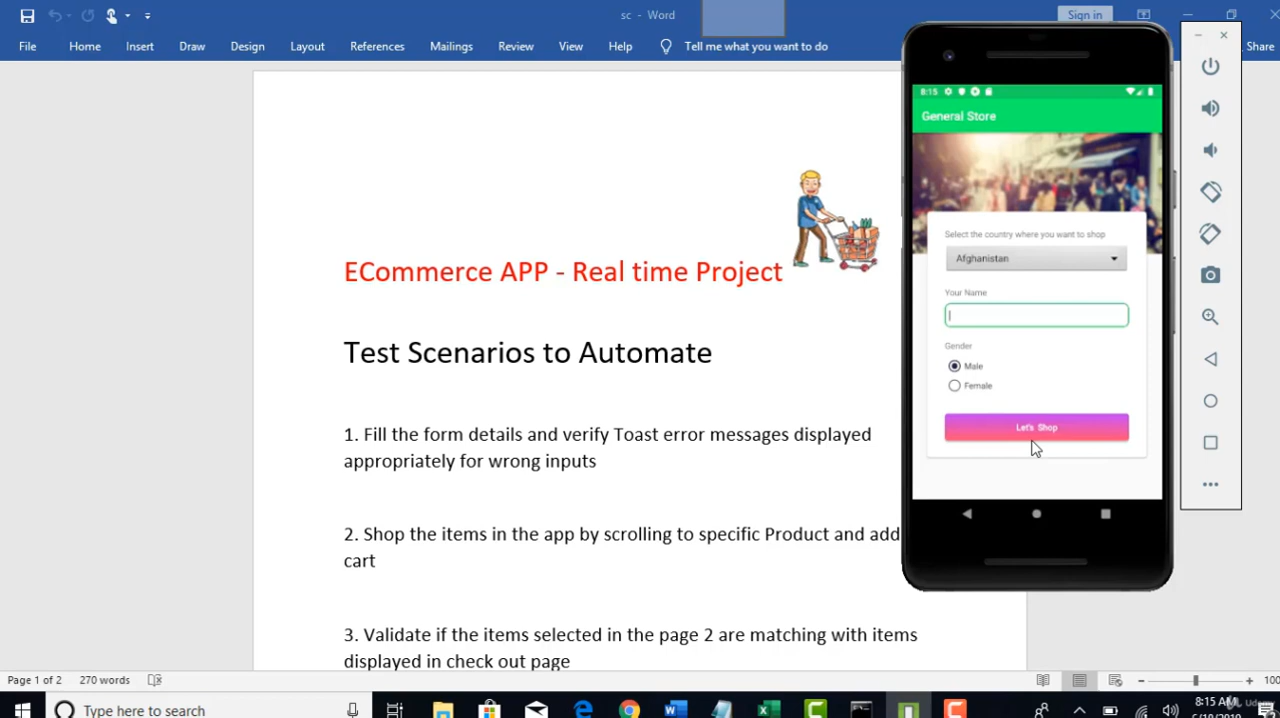 sc - Word
Sign in
File Home Insert Draw Design Layout References Mailings Review View Help Tell me what you want to do Share
ECommerce APP - Real time Project
Test Scenarios to Automate
1. Fill the form details and verify Toast error messages displayed
appropriately for wrong inputs
2. Shop the items in the app by scrolling to specific Product and add
cart
3. Validate if the items selected in the page 2 are matching with items
displayed in check out page
8:15
General Store
Select the country where you want to shop
Afghanistan
Your Name
Gender
Male
Female
Let's Shop
Page 1 of 2 270 words
100
Type here to search
8:15 AM